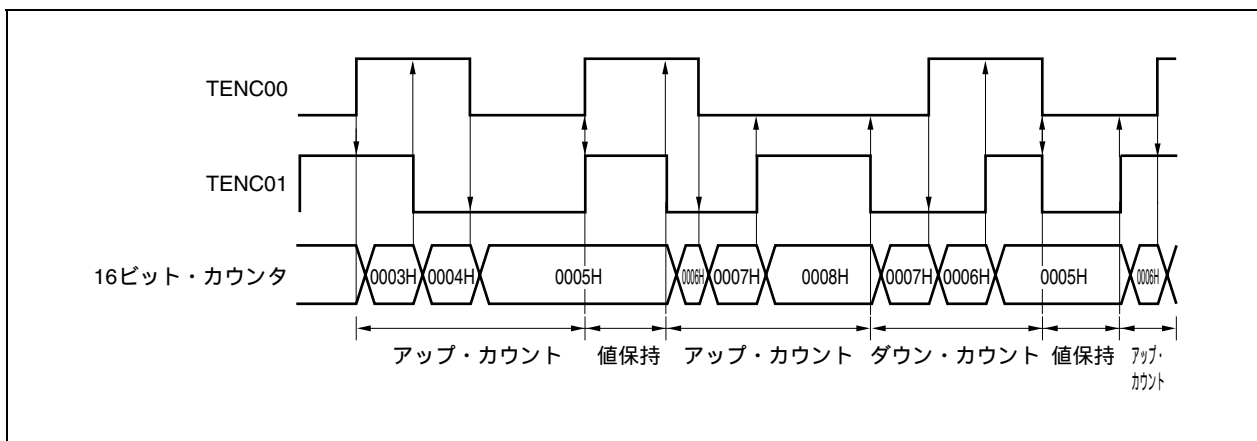 TENC00
TENC01
16ビット・カウンタ
0003H 0004H 0005H 0006H 0007H 0008H 0007H 0006H 0005H 0006H
アップ・カウント 値保持 アップ・カウント ダウン・カウント 値保持 アップ・
カウント